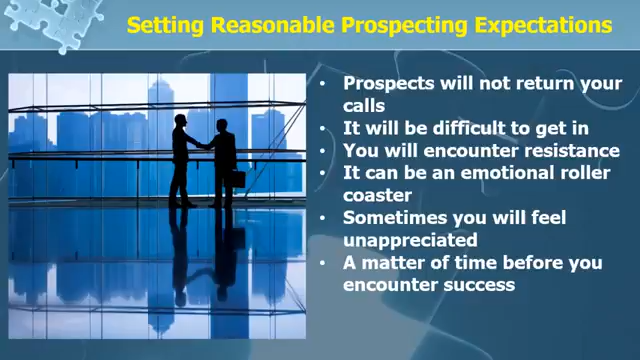 Setting Reasonable Prospecting Expectations
• Prospects will not return your
calls
• It will be difficult to get in
• You will encounter resistance
• It can be an emotional roller
coaster
• Sometimes you will feel
unappreciated
• A matter of time before you
encounter success